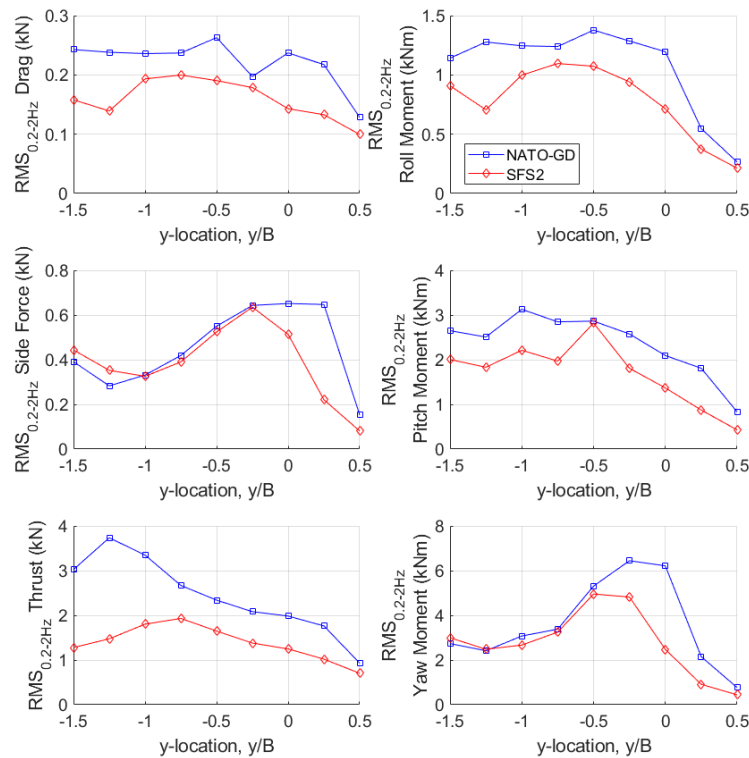 0.3
0.2
0.1
0
-1.5 -1 -0.5 0 0.5
y-location, y/B
RMS0.2-2Hz Drag (kN)
1.5
1
0.5
0
-1.5 -1 -0.5 0 0.5
y-location, y/B
RMS0.2-2Hz
Roll Moment (kNm)
NATO-GD
SFS2
0.8
0.6
0.4
0.2
0
-1.5 -1 -0.5 0 0.5
y-location, y/B
RMS0.2-2Hz Side Force (kN)
4
3
2
1
0
-1.5 -1 -0.5 0 0.5
y-location, y/B
RMS0.2-2Hz
Pitch Moment (kNm)
4
3
2
1
0
-1.5 -1 -0.5 0 0.5
y-location, y/B
RMS0.2-2Hz Thrust (kN)
8
6
4
2
0
-1.5 -1 -0.5 0 0.5
y-location, y/B
RMS0.2-2Hz
Yaw Moment (kNm)